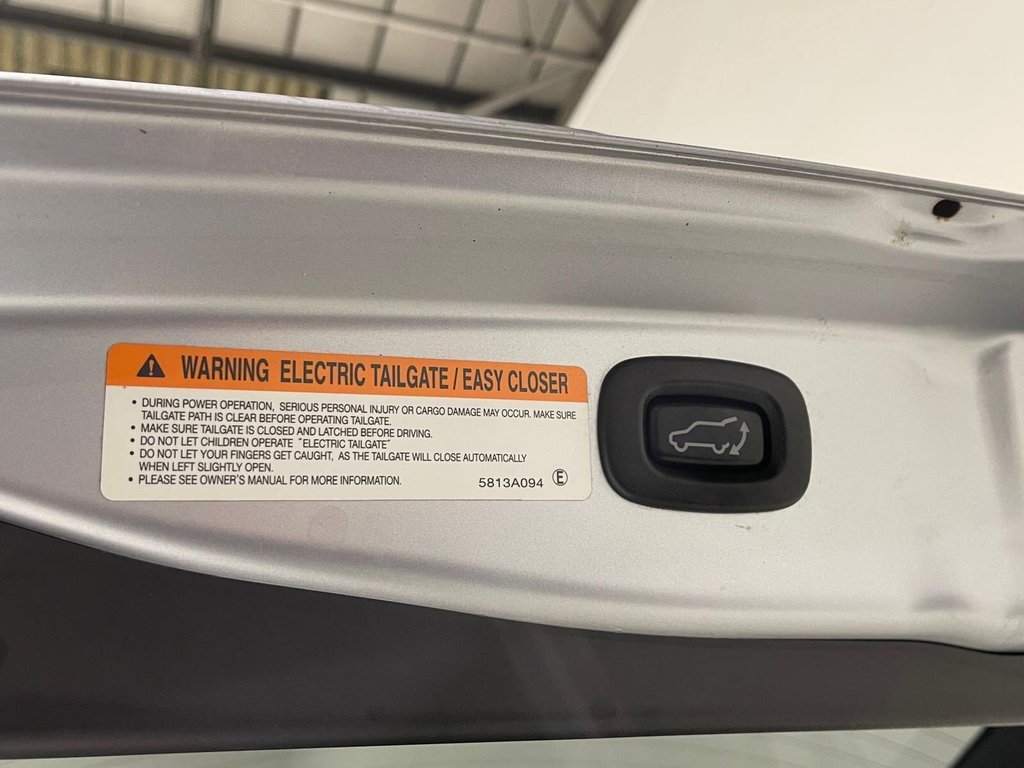 WARNING ELECTRIC TAILGATE / EASY CLOSER
• DURING POWER OPERATION, SERIOUS PERSONAL INJURY OR CARGO DAMAGE MAY OCCUR. MAKE SURE
TAILGATE PATH IS CLEAR BEFORE OPERATING TAILGATE.
• MAKE SURE TAILGATE IS CLOSED AND LATCHED BEFORE DRIVING.
• DO NOT LET CHILDREN OPERATE "ELECTRIC TAILGATE"
• DO NOT LET YOUR FINGERS GET CAUGHT, AS THE TAILGATE WILL CLOSE AUTOMATICALLY
WHEN LEFT SLIGHTLY OPEN.
• PLEASE SEE OWNER'S MANUAL FOR MORE INFORMATION.
5813A094 Ⓔ